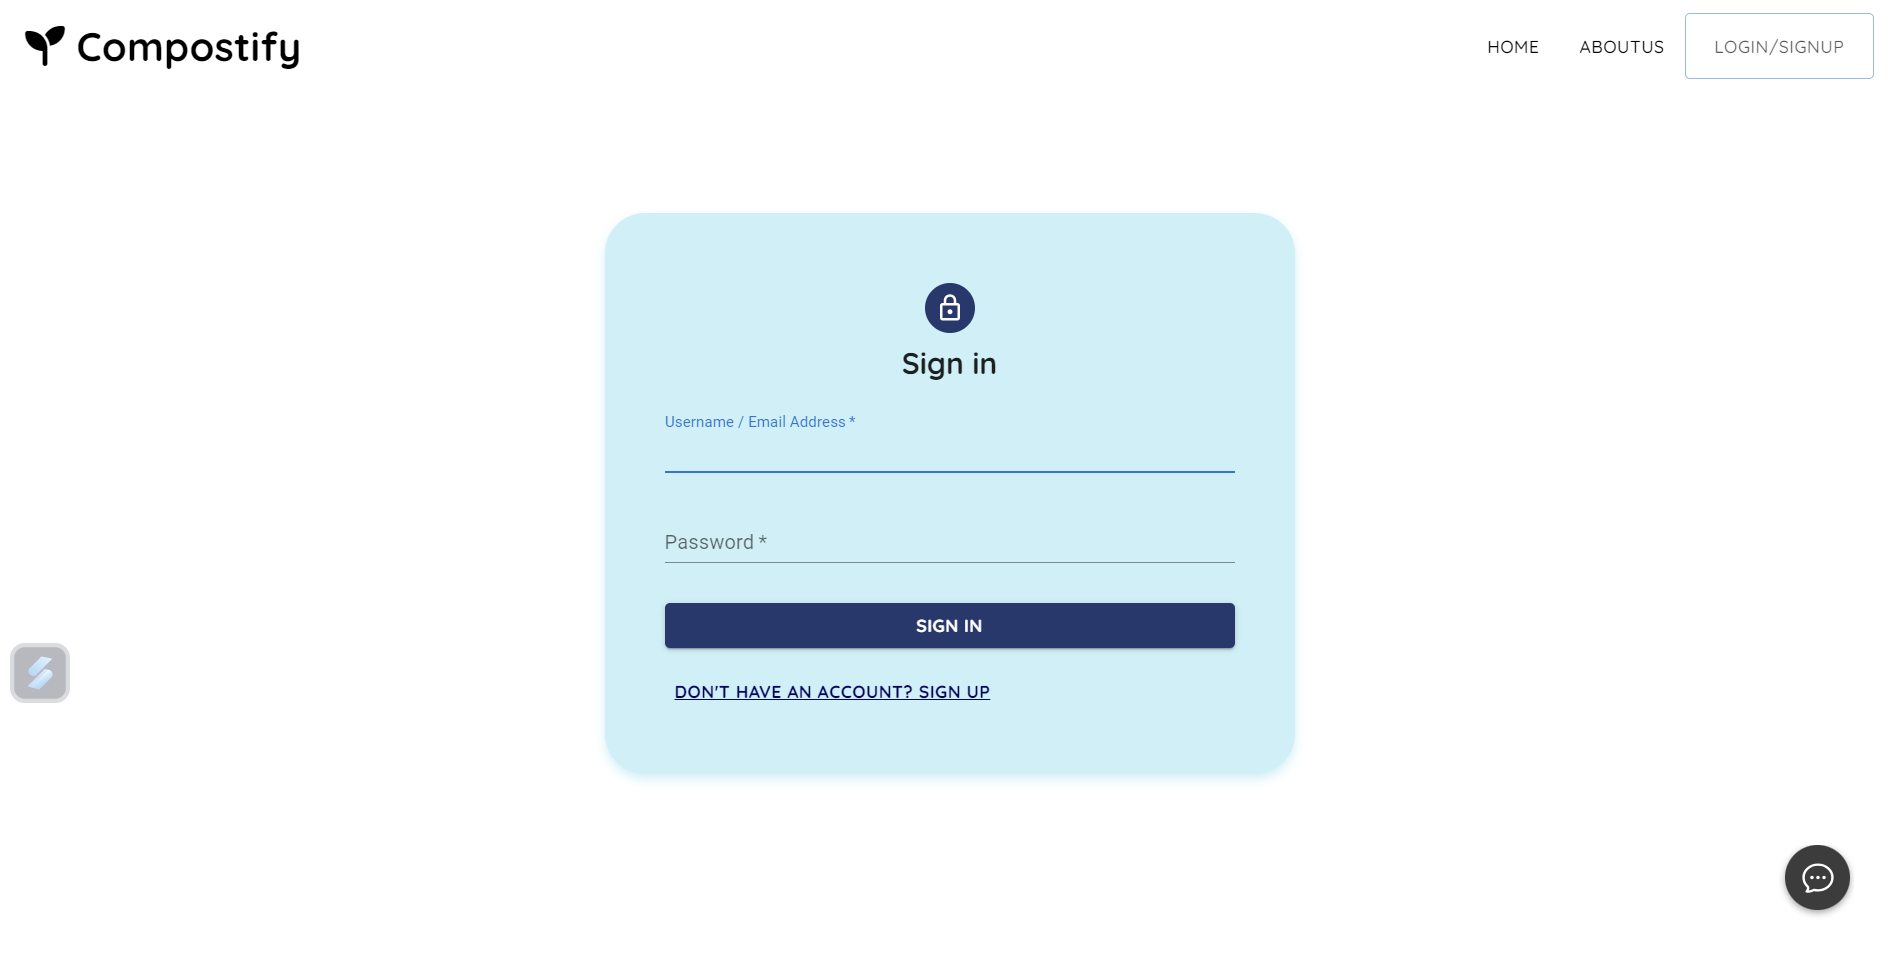 Compostify
HOME
ABOUTUS
LOGIN/SIGNUP
Sign in
Username / Email Address *
Password *
SIGN IN
DON'T HAVE AN ACCOUNT? SIGN UP